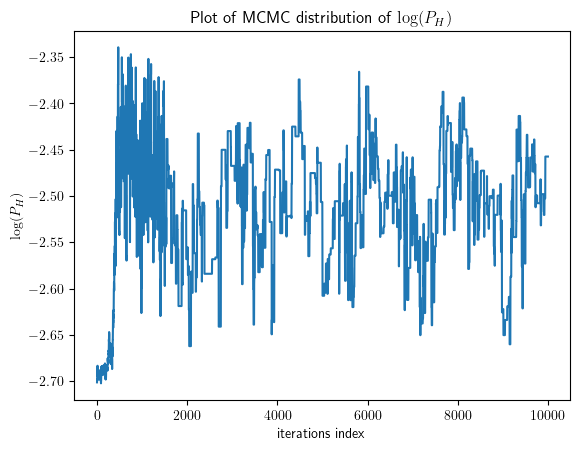 Plot of MCMC distribution of log(P_H)
log(P_H)
−2.35
−2.40
−2.45
−2.50
−2.55
−2.60
−2.65
−2.70
0 2000 4000 6000 8000 10000
iterations index